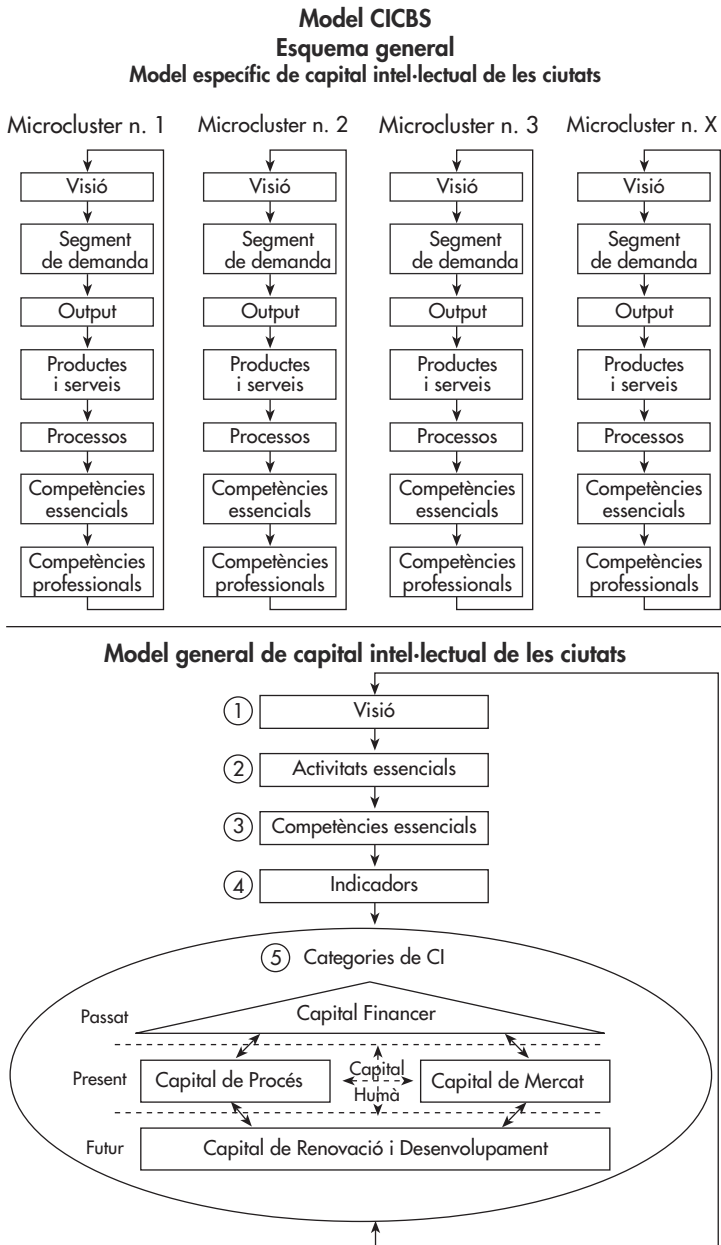 Model CICBS
Esquema general
Model específic de capital intel·lectual de les ciutats
Microcluster n. 1
Visió
Segment
de demanda
Output
Productes
i serveis
Processos
Competències
essencials
Competències
professionals
Microcluster n. 2
Visió
Segment
de demanda
Output
Productes
i serveis
Processos
Competències
essencials
Competències
professionals
Microcluster n. 3
Visió
Segment
de demanda
Output
Productes
i serveis
Processos
Competències
essencials
Competències
professionals
Microcluster n. X
Visió
Segment
de demanda
Output
Productes
i serveis
Processos
Competències
essencials
Competències
professionals
Model general de capital intel·lectual de les ciutats
1 Visió
2 Activitats essencials
3 Competències essencials
4 Indicadors
5 Categories de CI
Passat Capital Financer
Present Capital de Procés
Capital
Humà
Capital de Mercat
Futur Capital de Renovació i Desenvolupament